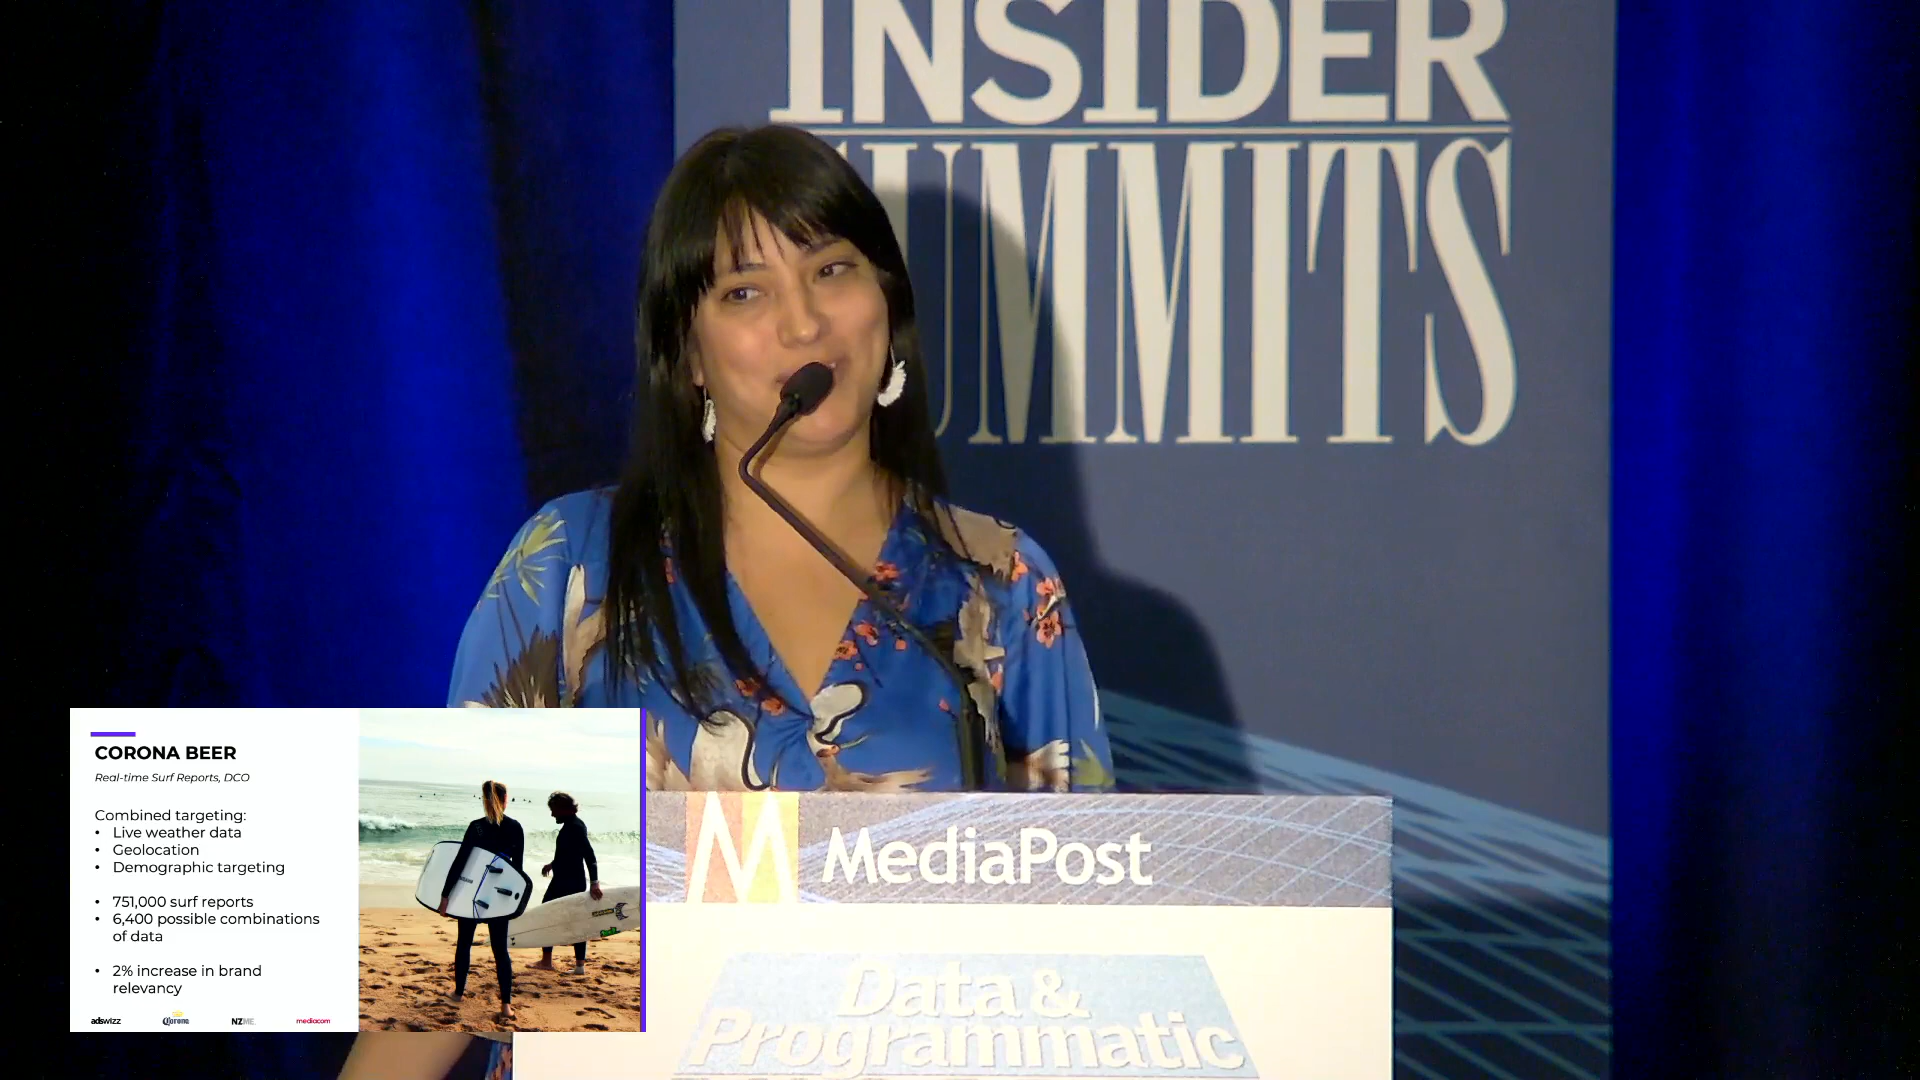 INSIDER
SUMMITS
MediaPost
Data &
Programmatic
CORONA BEER
Real-time Surf Reports, DCO
Combined targeting:
• Live weather data
• Geolocation
• Demographic targeting
• 751,000 surf reports
• 6,400 possible combinations
of data
• 2% increase in brand
relevancy
adswizz
Corona
NZME.
mediacom